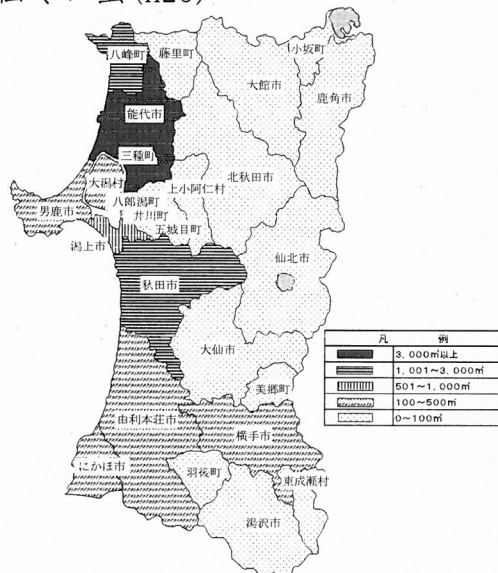 八峰町
藤里町
小坂町
大館市
鹿角市
能代市
三種町
北秋田市
大潟村
上小阿仁村
八郎潟町
男鹿市
井川町
五城目町
潟上市
仙北市
秋田市
大仙市
美郷町
由利本荘市
横手市
にかほ市
羽後町
東成瀬村
湯沢市
凡 例
3,000㎥以上
1,001~3,000㎥
501~1,000㎥
100~500㎥
0~100㎥